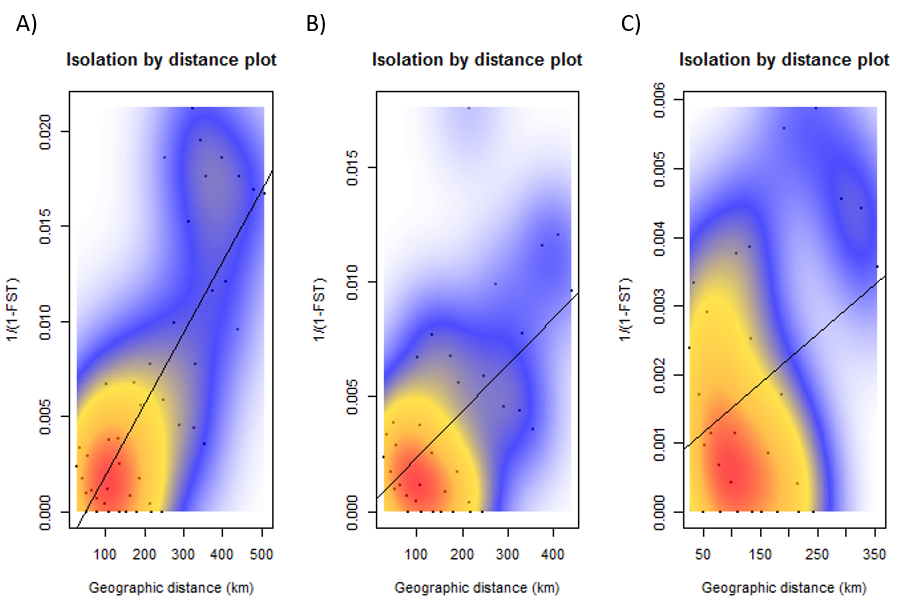 A)
B)
C)
Isolation by distance plot
Isolation by distance plot
Isolation by distance plot
1/(1-FST)
0.020
0.015
0.010
0.005
0.000
100 200 300 400 500
Geographic distance (km)
1/(1-FST)
0.015
0.010
0.005
0.000
100 200 300 400
Geographic distance (km)
1/(1-FST)
0.006
0.005
0.004
0.003
0.002
0.001
0.000
50 150 250 350
Geographic distance (km)